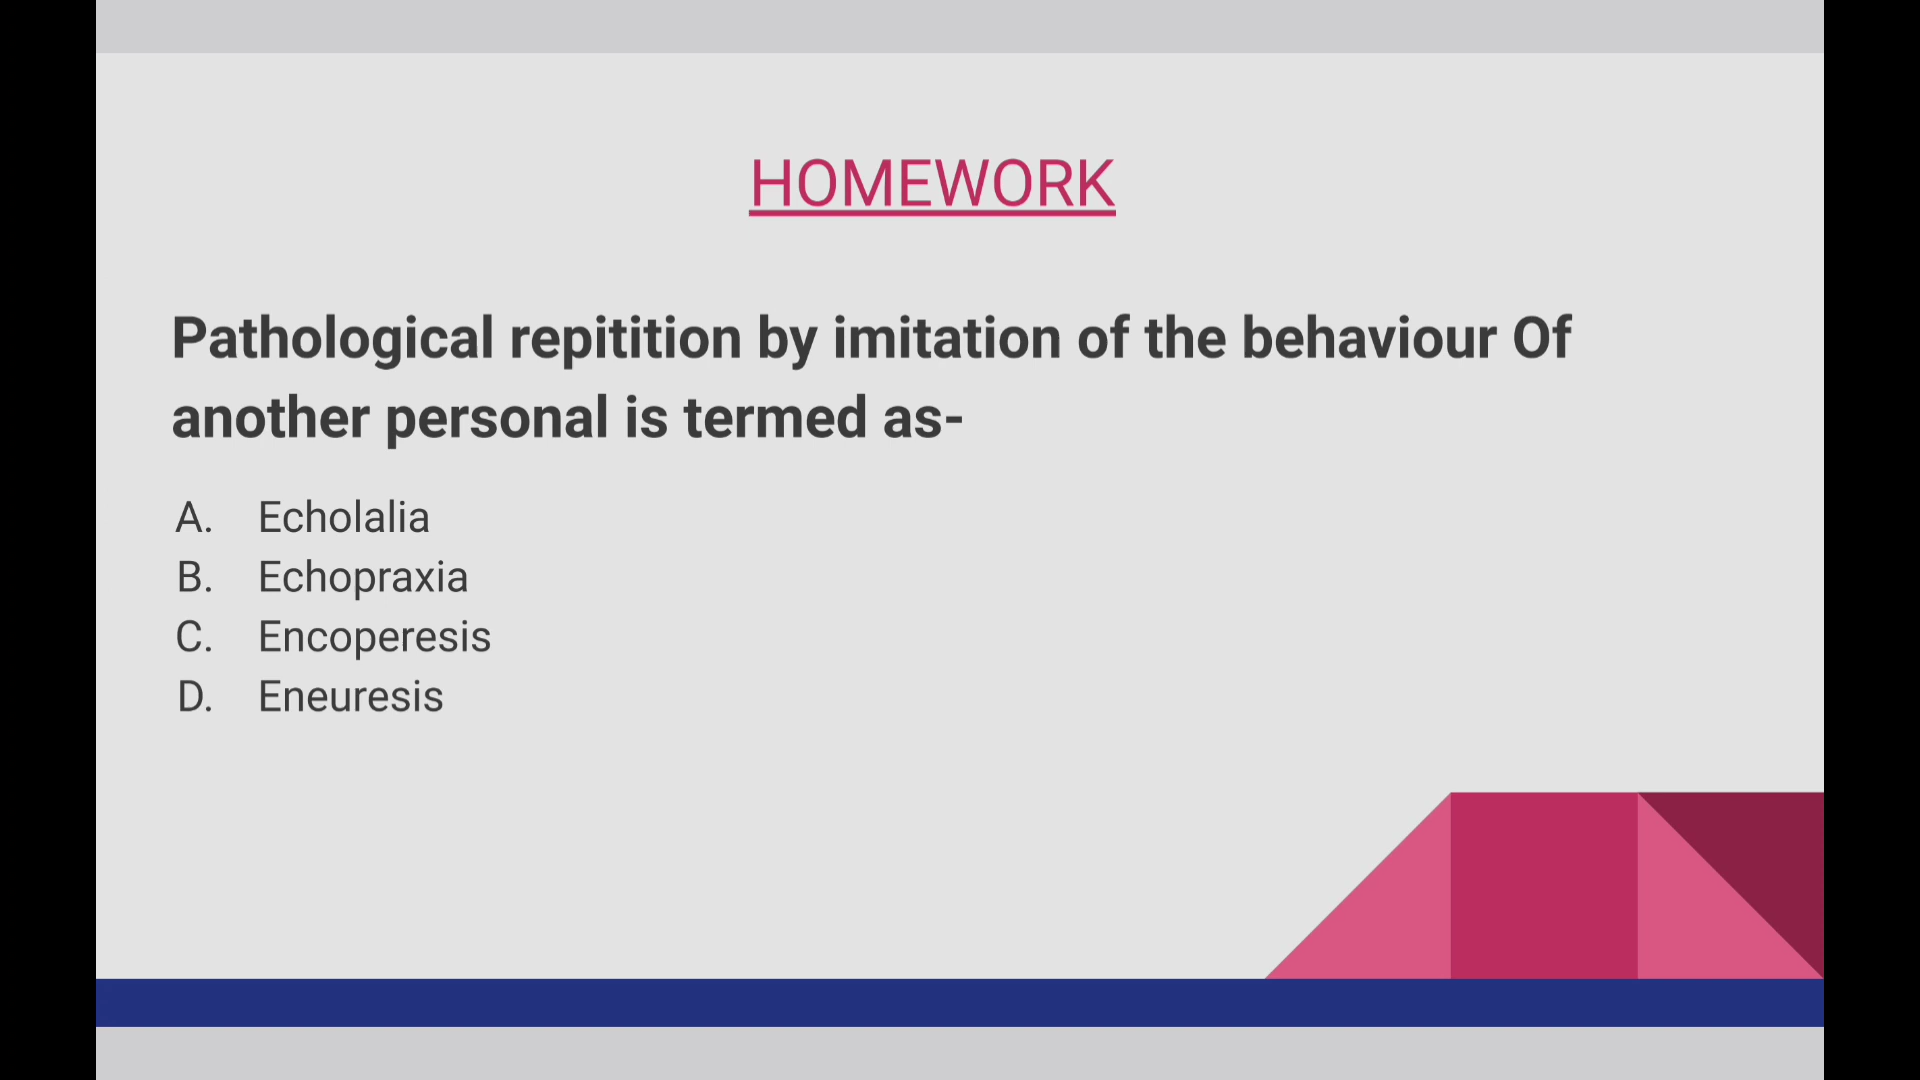 HOMEWORK
Pathological repitition by imitation of the behaviour Of
another personal is termed as-
A. Echolalia
B. Echopraxia
C. Encoperesis
D. Eneuresis